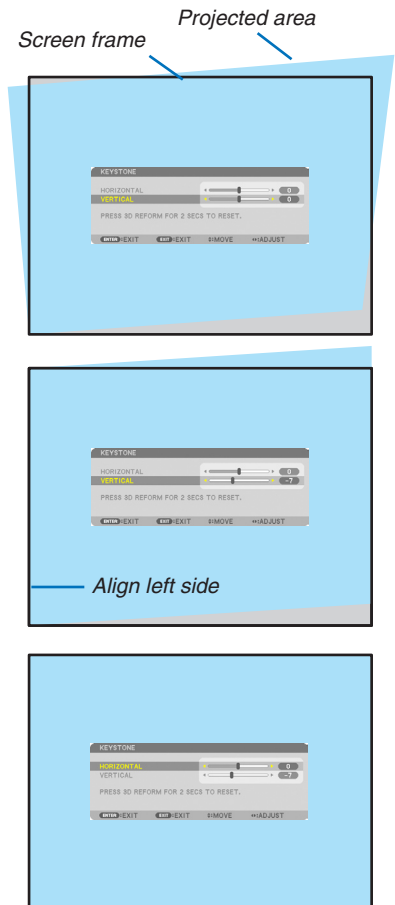 Projected area
Screen frame
KEYSTONE
HORIZONTAL 0
VERTICAL 0
PRESS 3D REFORM FOR 2 SECS TO RESET.
ENTER:EXIT EXIT:EXIT ↕:MOVE ↔:ADJUST
KEYSTONE
HORIZONTAL 0
VERTICAL -7
PRESS 3D REFORM FOR 2 SECS TO RESET.
ENTER:EXIT EXIT:EXIT ↕:MOVE ↔:ADJUST
Align left side
KEYSTONE
HORIZONTAL 0
VERTICAL -7
PRESS 3D REFORM FOR 2 SECS TO RESET.
ENTER:EXIT EXIT:EXIT ↕:MOVE ↔:ADJUST